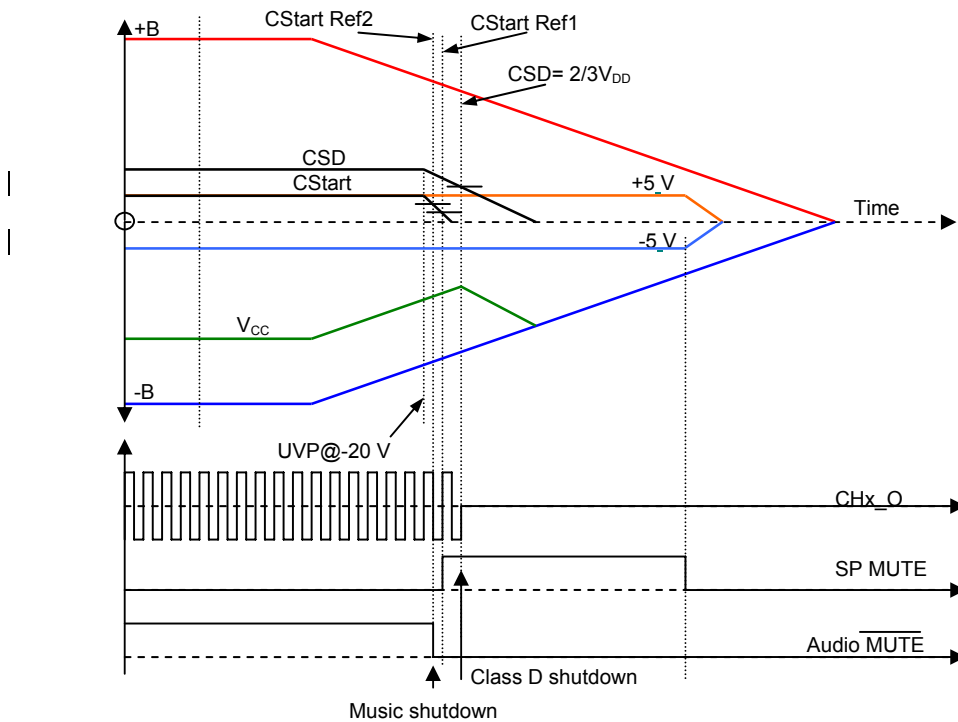 CStart Ref2
CStart Ref1
+B
CSD= 2/3VDD
CSD
CStart
+5 V
Time
-5 V
VCC
-B
UVP@-20 V
CHx_O
SP MUTE
Audio MUTE
Class D shutdown
Music shutdown